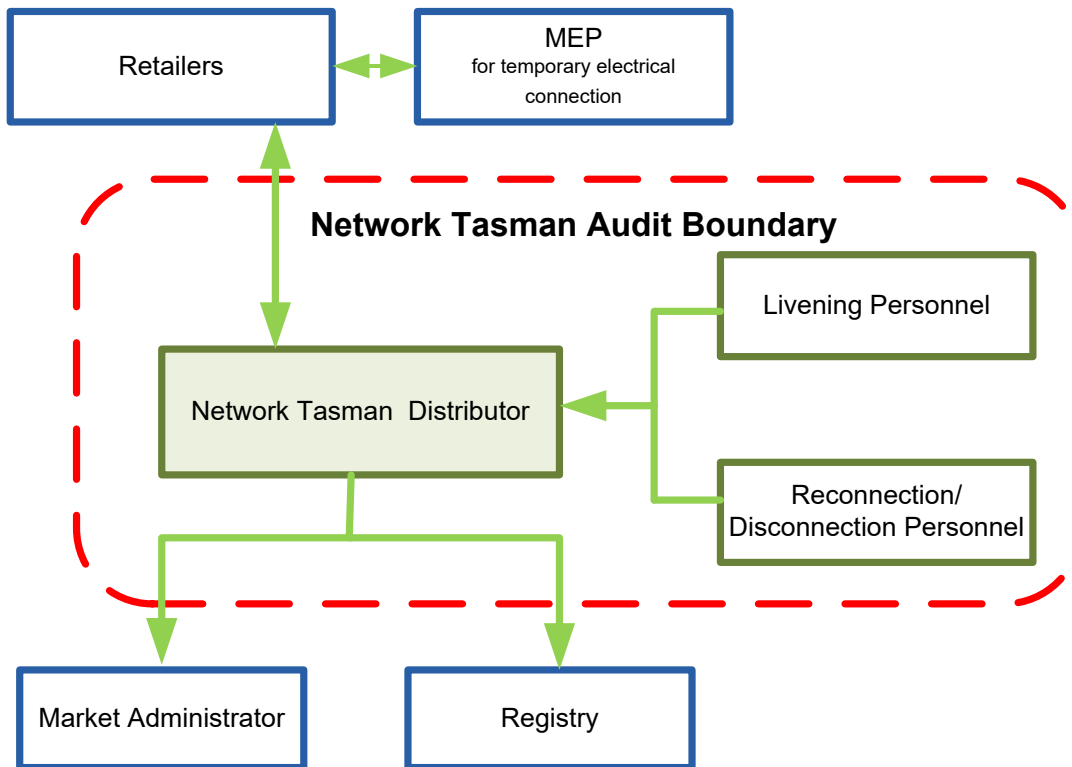 Retailers
MEP
for temporary electrical
connection
Network Tasman Audit Boundary
Livening Personnel
Network Tasman  Distributor
Reconnection/
Disconnection Personnel
Market Administrator
Registry